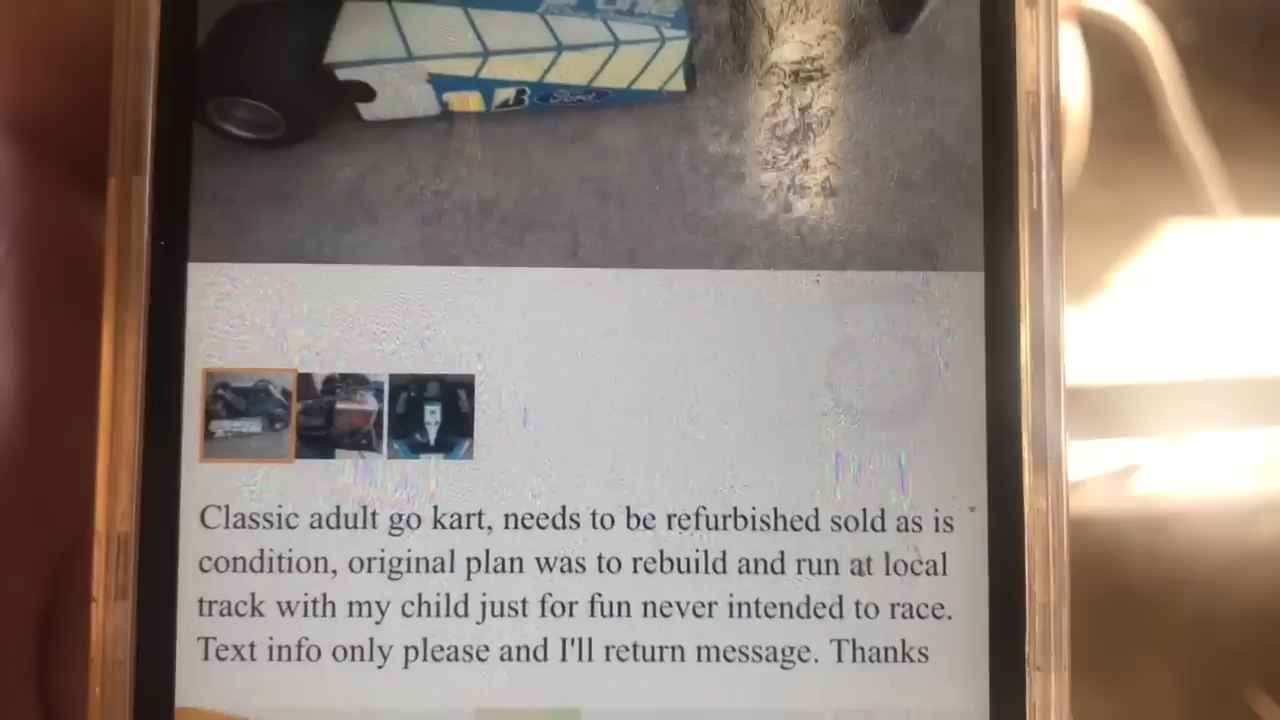 Ford
Classic adult go kart, needs to be refurbished sold as is
condition, original plan was to rebuild and run at local
track with my child just for fun never intended to race.
Text info only please and I'll return message. Thanks